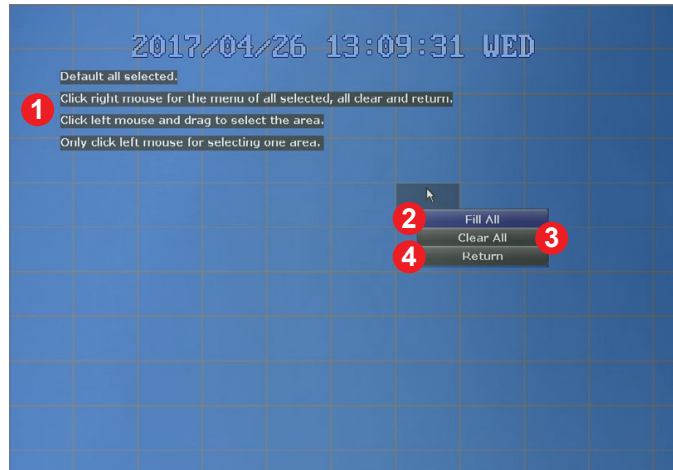 2017/04/26 13:09:31 WED
Default all selected.
1
Click right mouse for the menu of all selected, all clear and return.
Click left mouse and drag to select the area.
Only click left mouse for selecting one area.
2
Fill All
Clear All
3
4
Return